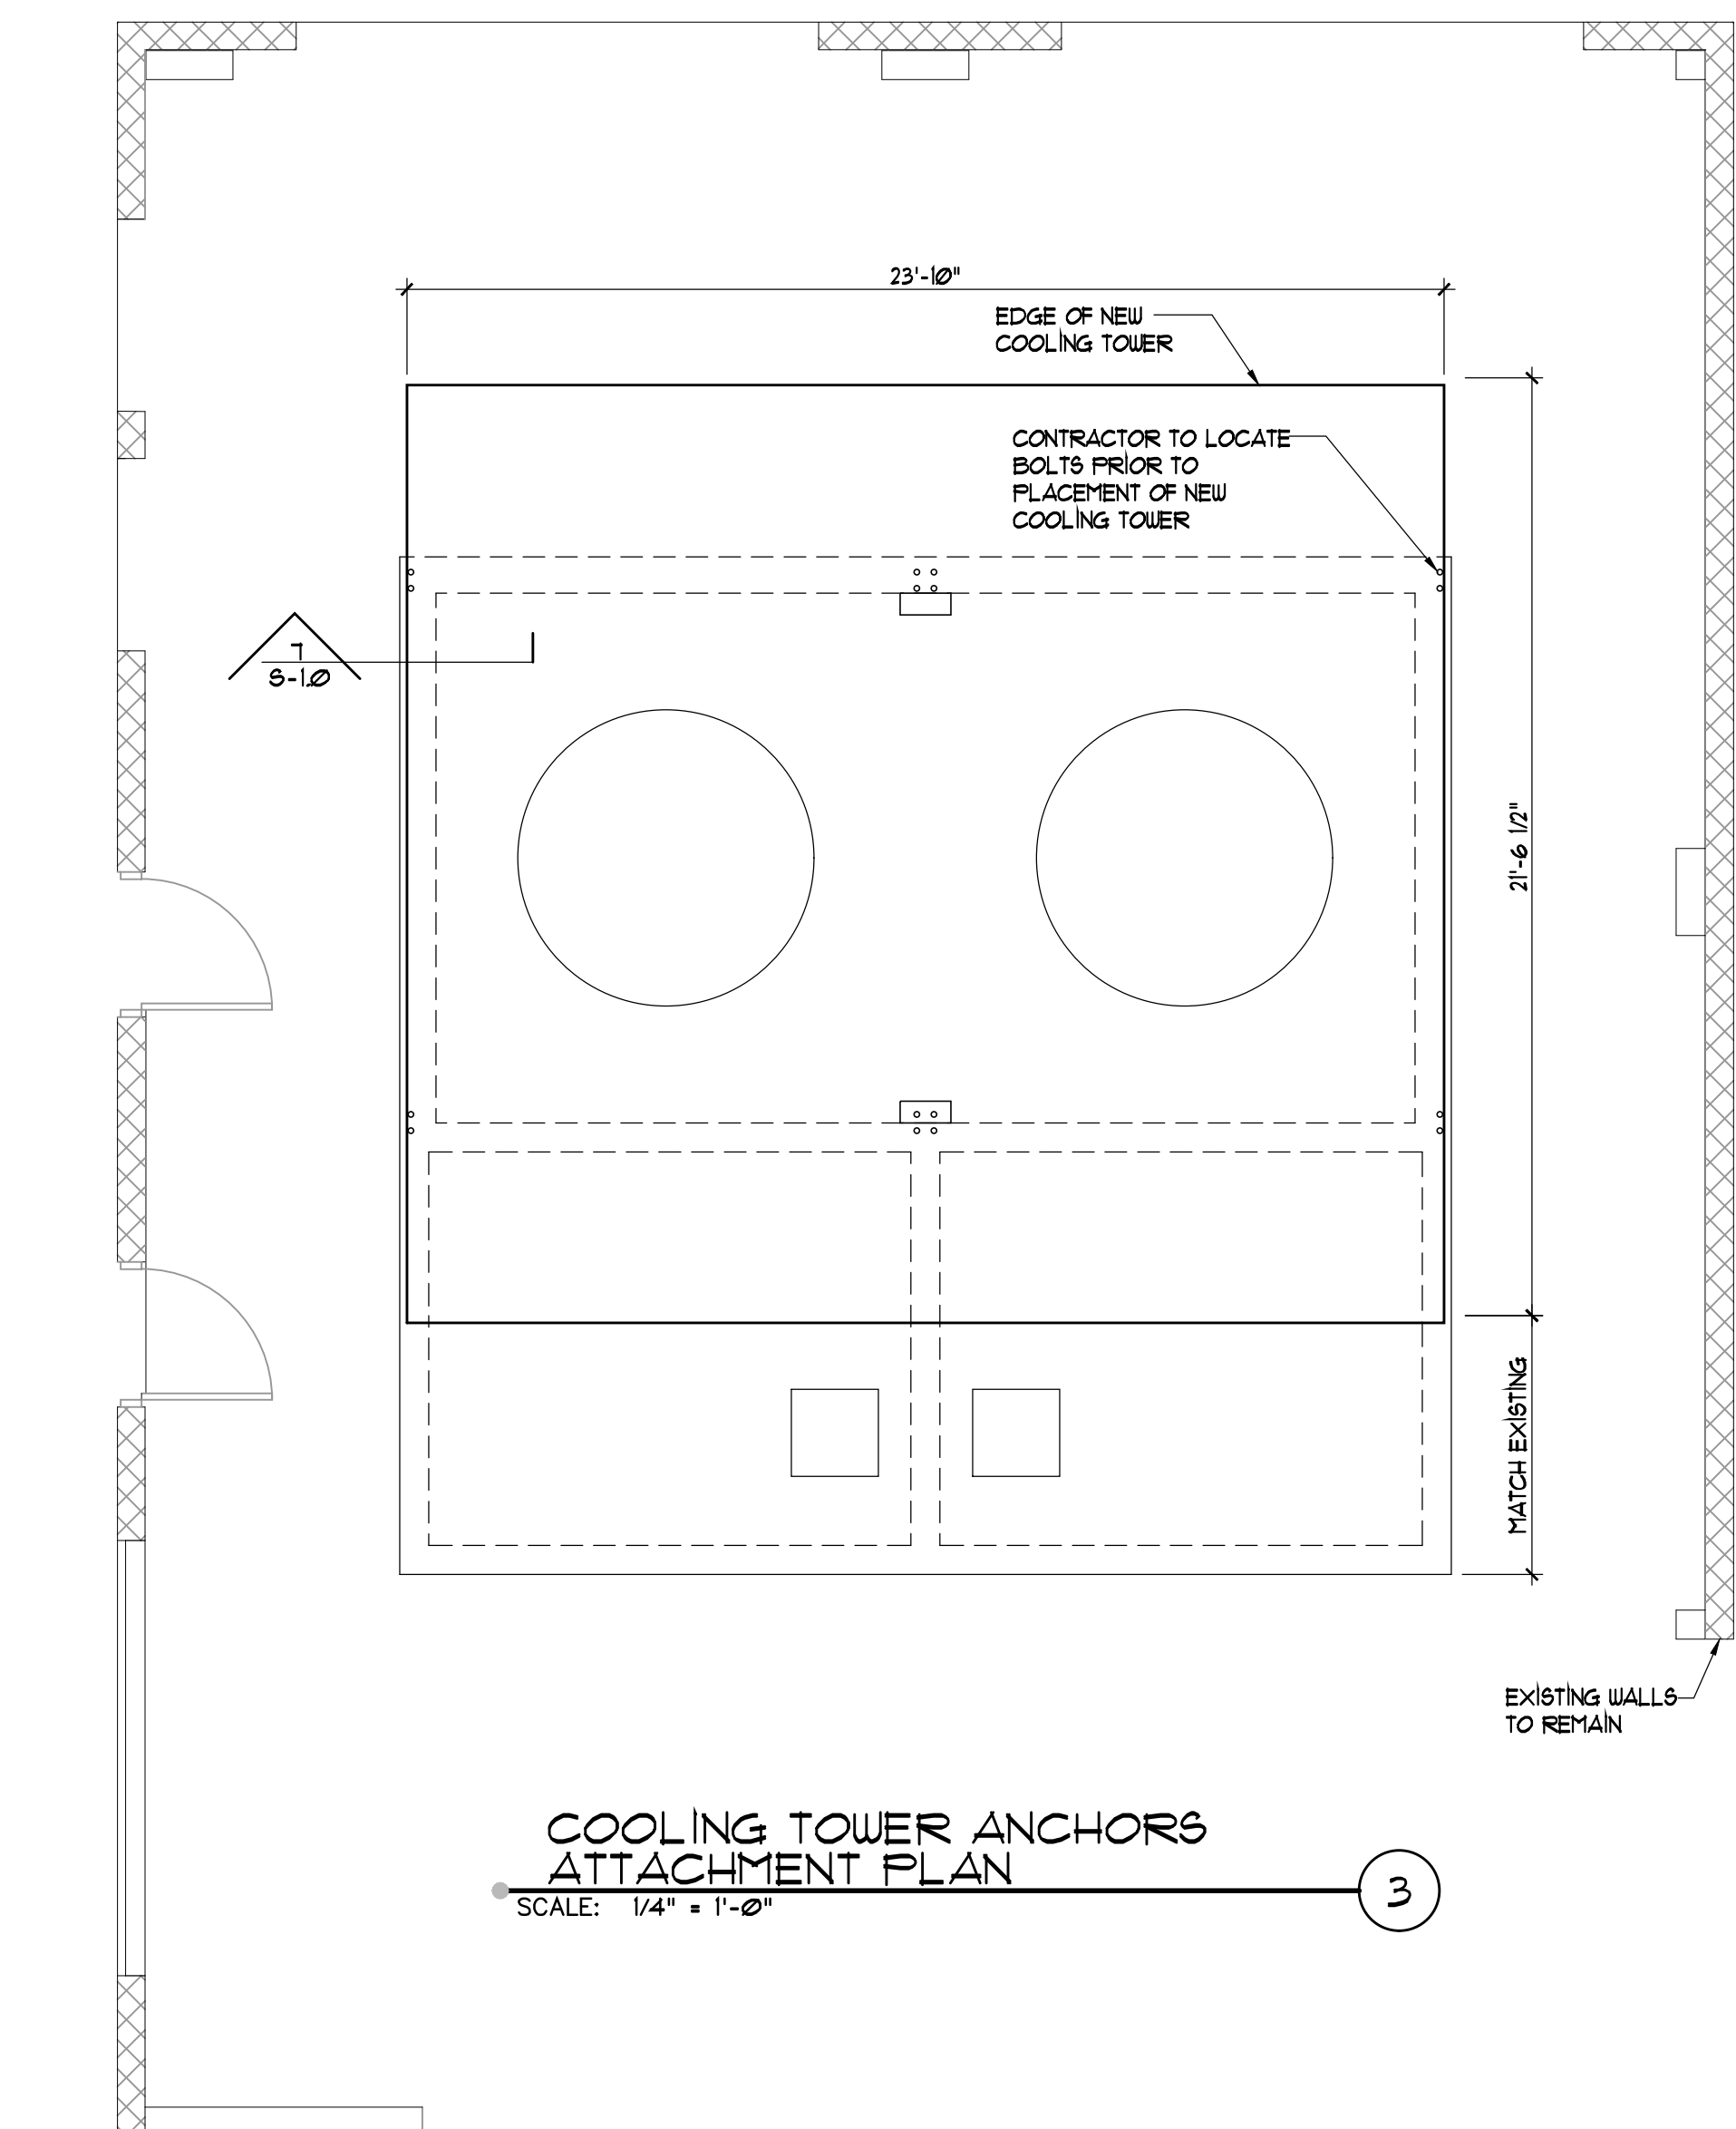 23'-10"
EDGE OF NEW
COOLING TOWER
CONTRACTOR TO LOCATE
BOLTS PRIOR TO
PLACEMENT OF NEW
COOLING TOWER
7
S-1.0
21'-6 1/2"
MATCH EXISTING
EXISTING WALLS
TO REMAIN
COOLING TOWER ANCHORS
ATTACHMENT PLAN
SCALE: 1/4" = 1'-0"
3